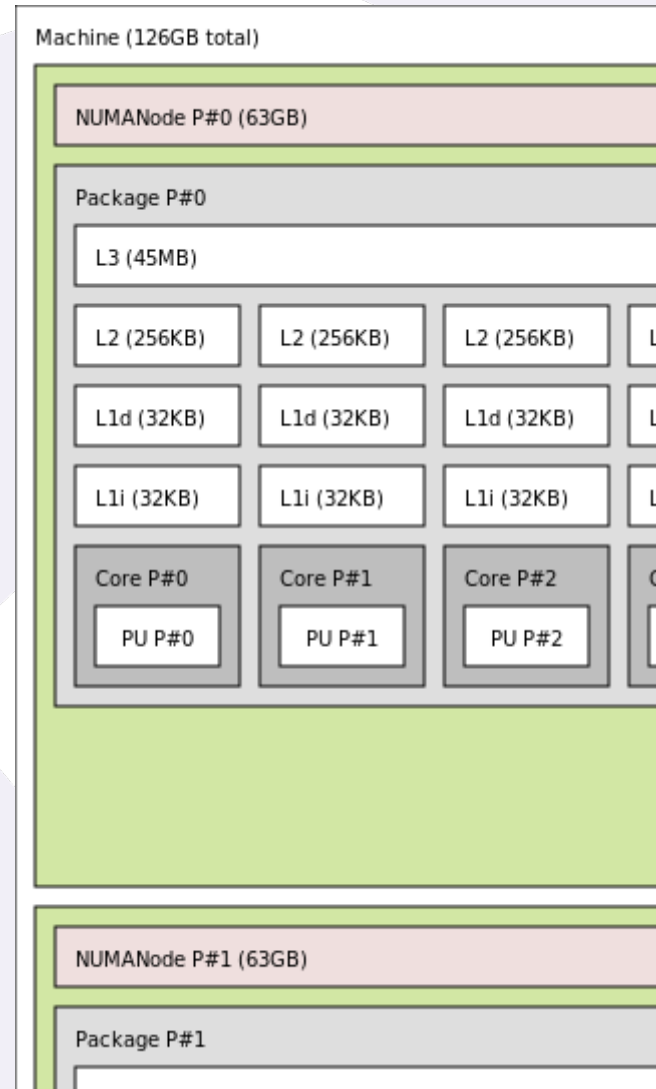 Machine (126GB total)
NUMANode P#0 (63GB)
Package P#0
L3 (45MB)
L2 (256KB) L2 (256KB) L2 (256KB)
L1d (32KB) L1d (32KB) L1d (32KB)
L1i (32KB) L1i (32KB) L1i (32KB)
Core P#0 Core P#1 Core P#2
PU P#0 PU P#1 PU P#2
NUMANode P#1 (63GB)
Package P#1